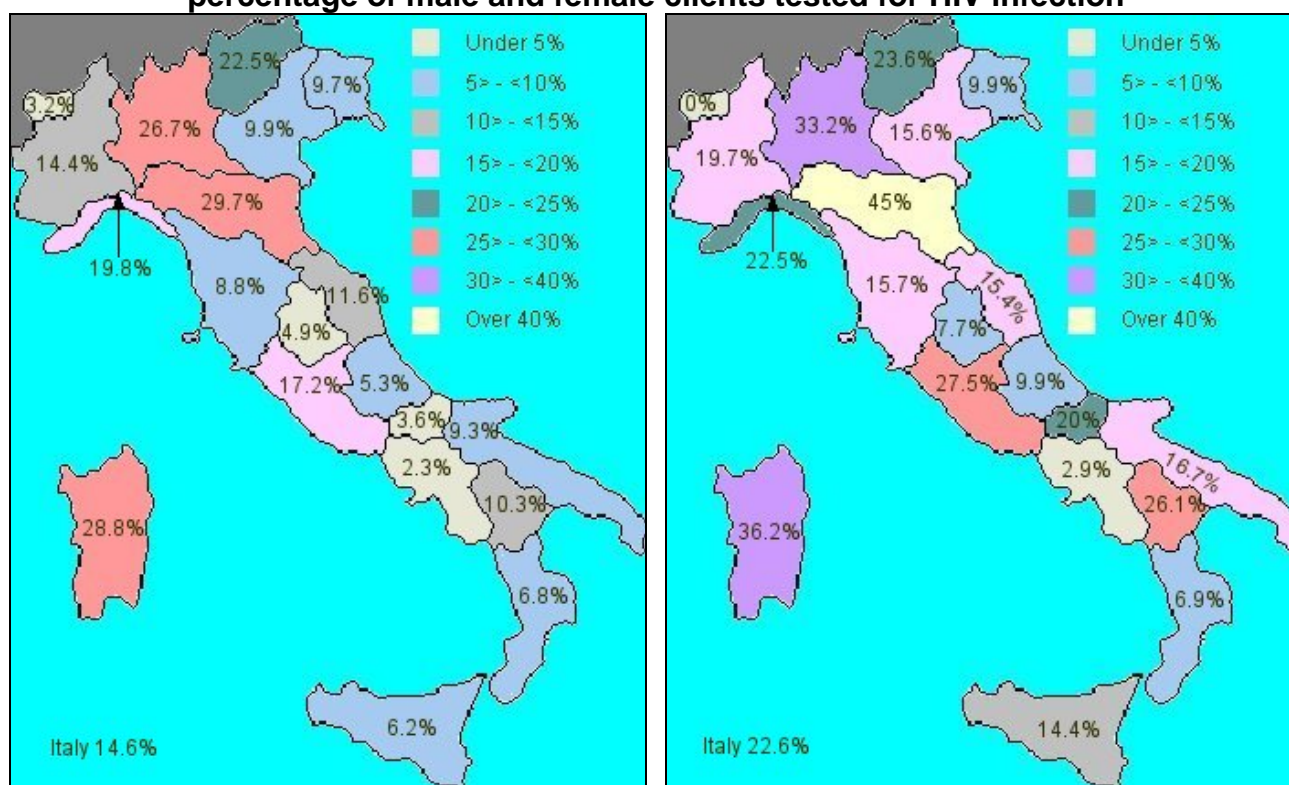 percentage of male and female clients tested for HIV infection
Under 5%
5> - <10%
10> - <15%
15> - <20%
20> - <25%
25> - <30%
30> - <40%
Over 40%
22.5%
9.7%
3.2%
26.7%
9.9%
14.4%
29.7%
19.8%
8.8%
11.6%
4.9%
17.2%
5.3%
3.6%
9.3%
2.3%
10.3%
28.8%
6.8%
6.2%
Italy 14.6%
Under 5%
5> - <10%
10> - <15%
15> - <20%
20> - <25%
25> - <30%
30> - <40%
Over 40%
23.6%
9.9%
0%
33.2%
15.6%
19.7%
45%
22.5%
15.7%
15.4%
7.7%
27.5%
9.9%
20%
16.7%
2.9%
26.1%
36.2%
6.9%
14.4%
Italy 22.6%